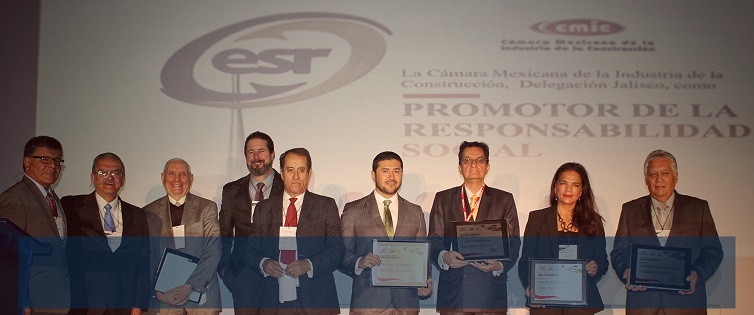 esr
cmic
Cámara Mexicana de la
Industria de la Construcción
La Cámara Mexicana de la Industria de la
Construcción, Delegación Jalisco, como
PROMOTOR DE LA
RESPONSABILIDAD
SOCIAL